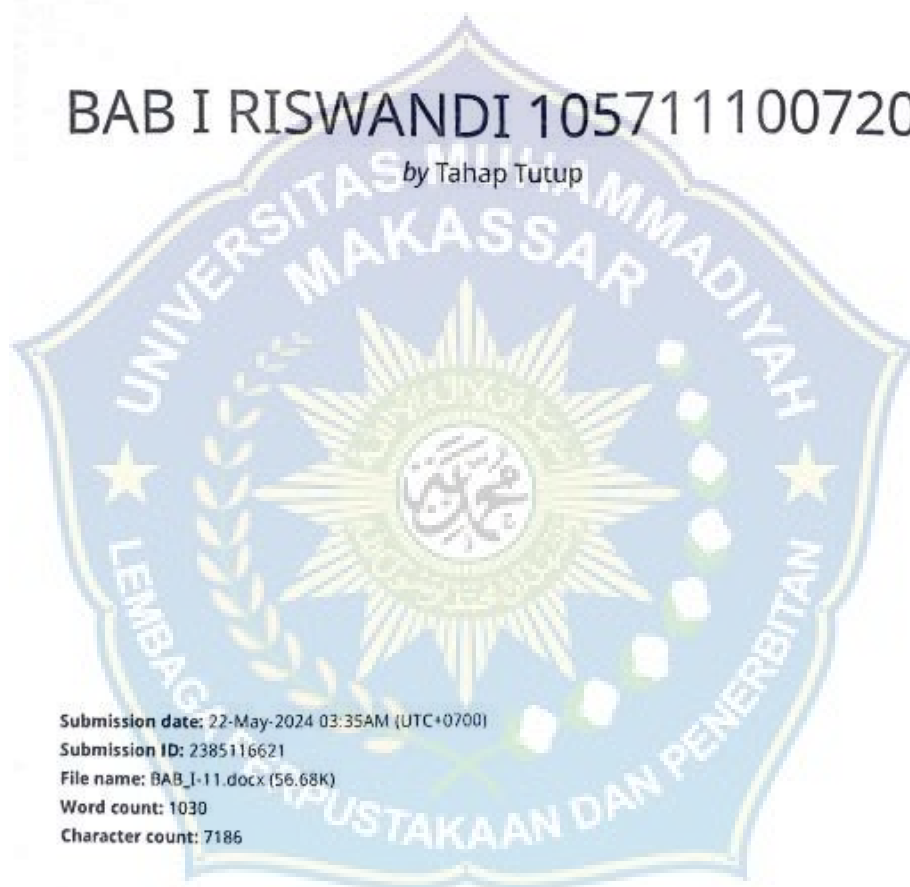 BAB I RISWANDI 105711100720
by Tahap Tutup
UNIVERSITAS MUHAMMADIYAH
MAKASSAR
محمدية
LEMBAGA PERPUSTAKAAN DAN PENERBITAN
Submission date: 22-May-2024 03:35AM (UTC+0700)
Submission ID: 2385116621
File name: BAB_I-11.docx (56.68K)
Word count: 1030
Character count: 7186